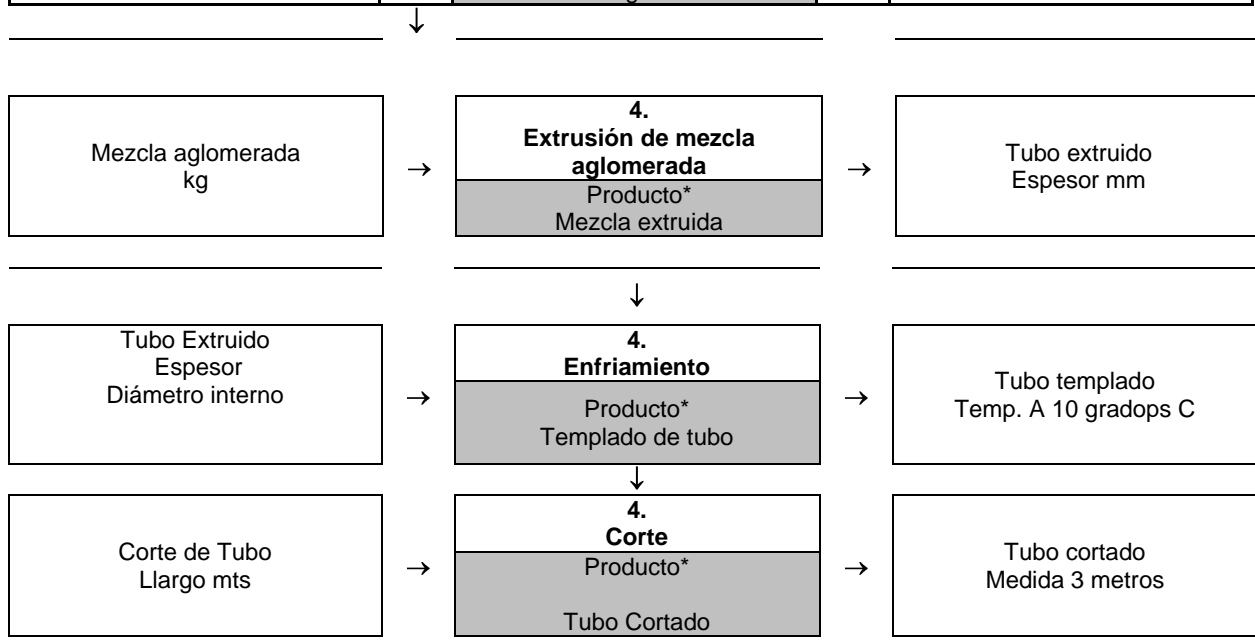 Mezcla aglomerada
kg
→
4.
Extrusión de mezcla
aglomerada
Producto*
Mezcla extruida
→
Tubo extruido
Espesor mm
Tubo Extruido
Espesor
Diámetro interno
→
4.
Enfriamiento
Producto*
Templado de tubo
→
Tubo templado
Temp. A 10 gradops C
Corte de Tubo
Llargo mts
→
4.
Corte
Producto*
Tubo Cortado
→
Tubo cortado
Medida 3 metros